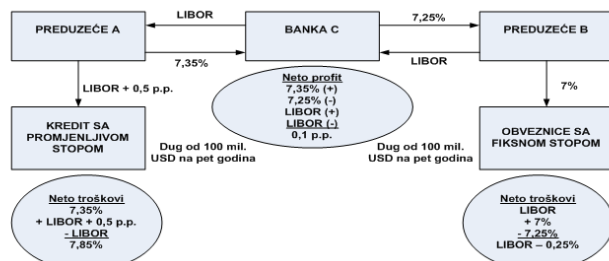 PREDUZEĆE A
LIBOR
BANKA C
7,25%
PREDUZEĆE B
7,35%
LIBOR
LIBOR + 0,5 p.p.
Neto profit
7,35% (+)
7,25% (-)
LIBOR (+)
LIBOR (-)
0,1 p.p.
7%
KREDIT SA
PROMJENLJIVOM
STOPOM
Dug od 100 mil.
USD na pet godina
Dug od 100 mil.
USD na pet godina
OBVEZNICE SA
FIKSNOM STOPOM
Neto troškovi
7,35%
+ LIBOR + 0,5 p.p.
- LIBOR
7,85%
Neto troškovi
LIBOR
+ 7%
- 7,25%
LIBOR – 0,25%